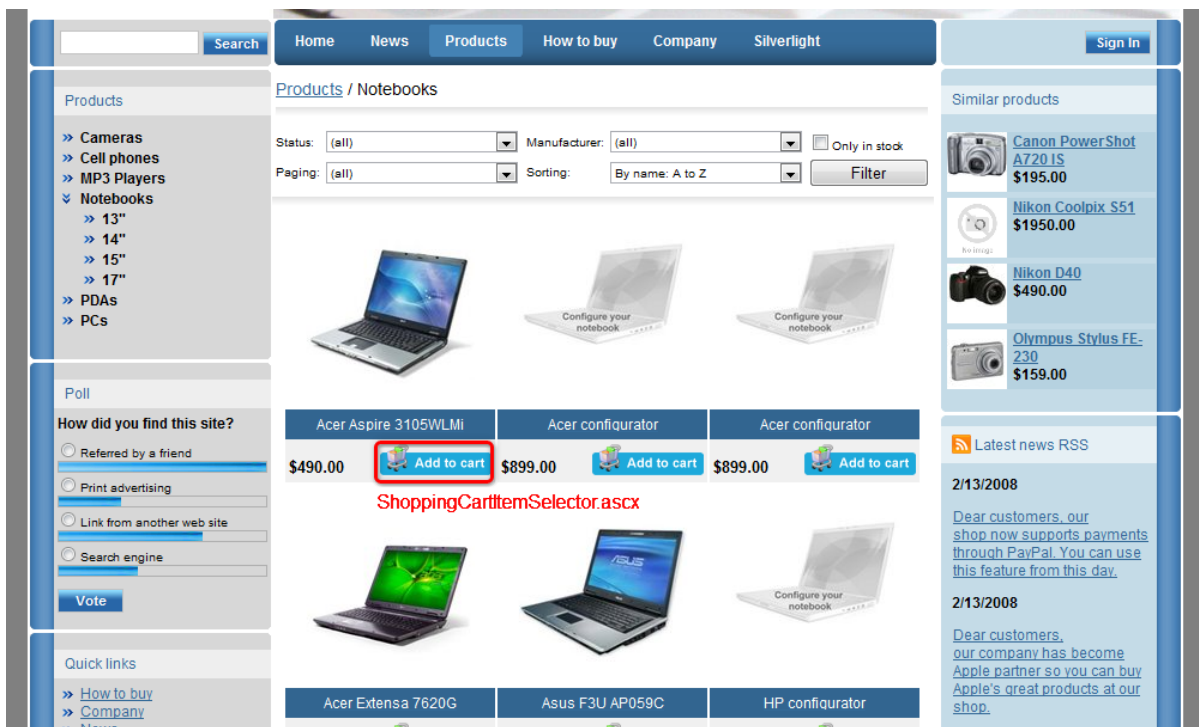 Search
Home News Products How to buy Company Silverlight
Sign In
Products
» Cameras
» Cell phones
» MP3 Players
Notebooks
» 13"
» 14"
» 15"
» 17"
» PDAs
» PCs
Poll
How did you find this site?
Referred by a friend
Print advertising
Link from another web site
Search engine
Vote
Quick links
» How to buy
» Company
Products / Notebooks
Status: (all) Manufacturer: (all) Only in stock
Paging: (all) Sorting: By name: A to Z Filter
Configure your
notebook
Configure your
notebook
Acer Aspire 3105WLMi Acer configurator Acer configurator
$490.00 Add to cart $899.00 Add to cart $899.00 Add to cart
ShoppingCartItemSelector.ascx
ASUS
Configure your
notebook
Acer Extensa 7620G Asus F3U AP059C HP configurator
Similar products
Canon PowerShot
A720 IS
$195.00
Nikon Coolpix S51
$1950.00
No image
Nikon D40
$490.00
Olympus Stylus FE-
230
$159.00
Latest news RSS
2/13/2008
Dear customers, our
shop now supports payments
through PayPal. You can use
this feature from this day.
2/13/2008
Dear customers,
our company has become
Apple partner so you can buy
Apple's great products at our
shop.